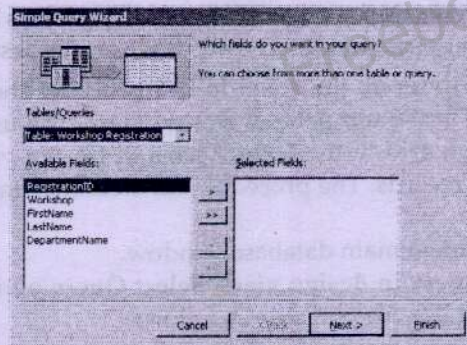 Simple Query Wizard
Which fields do you want in your query?
You can choose from more than one table or query.
Tables/Queries
Table: Workshop Registration
Available Fields:
Selected Fields:
RegistrationID
Workshop
FirstName
LastName
DepartmentName
>
>>
Cancel
< Back
Next >
Finish